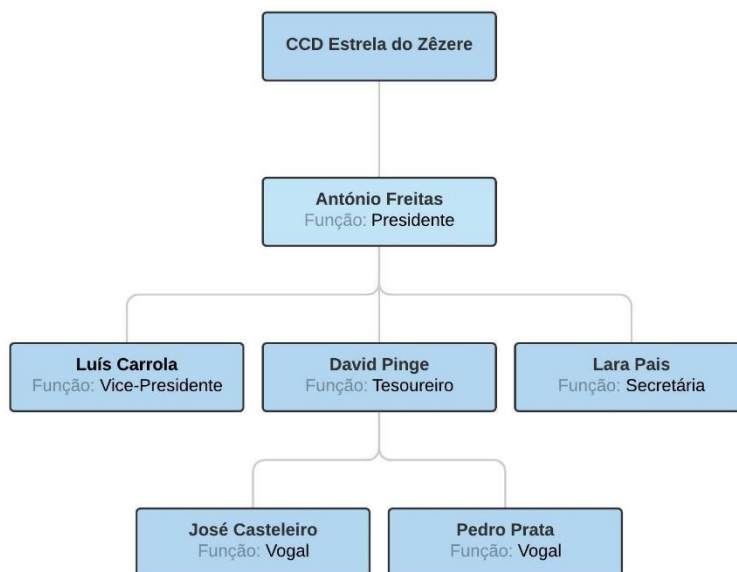 CCD Estrela do Zêzere
António Freitas
Função: Presidente
Luís Carrola
Função: Vice-Presidente
David Pinge
Função: Tesoureiro
Lara Pais
Função: Secretária
José Casteleiro
Função: Vogal
Pedro Prata
Função: Vogal